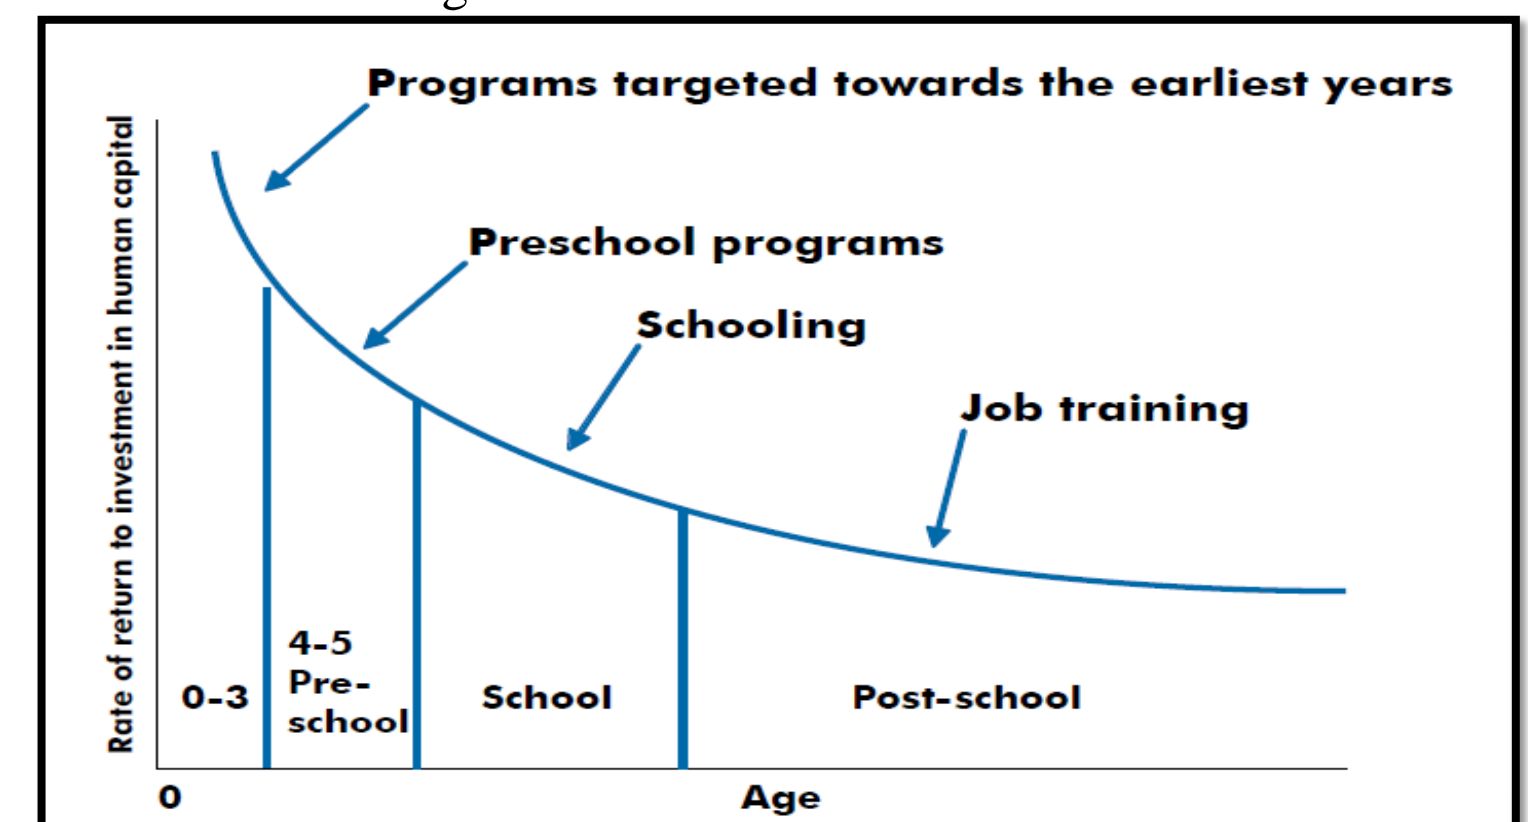 Programs targeted towards the earliest years
Preschool programs
Schooling
Job training
Rate of return to investment in human capital
0-3
4-5
Pre-
school
School
Post-school
0
Age